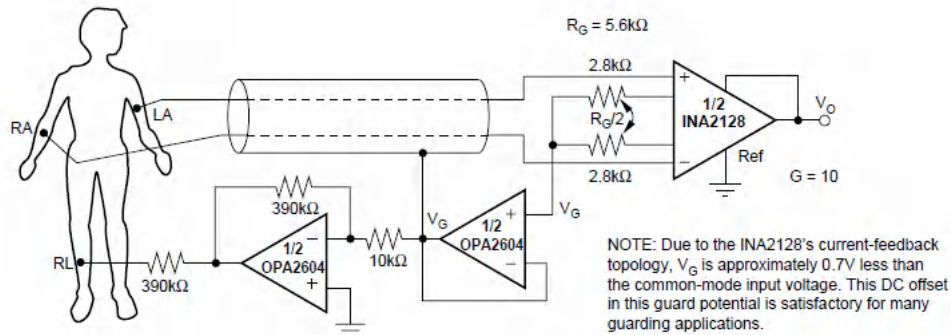 R_G = 5.6kΩ
2.8kΩ
+
1/2
INA2128
V_O
LA
RA
R_G/2
−
Ref
2.8kΩ
G = 10
390kΩ
V_G
+
V_G
1/2
OPA2604
−
−
1/2
OPA2604
+
10kΩ
RL
390kΩ
NOTE: Due to the INA2128's current-feedback
topology, V_G is approximately 0.7V less than
the common-mode input voltage. This DC offset
in this guard potential is satisfactory for many
guarding applications.